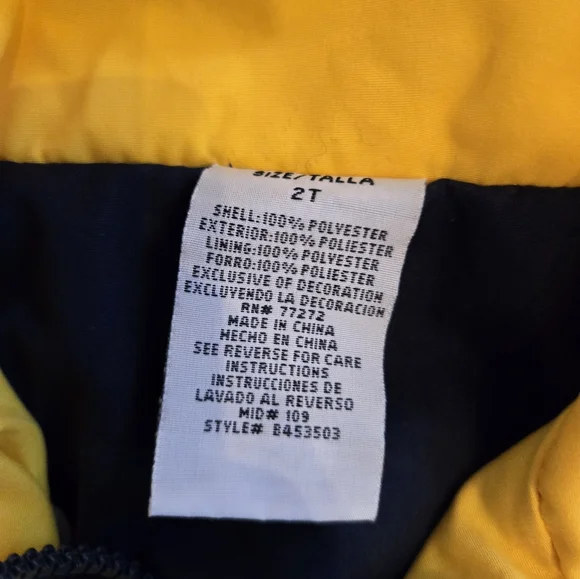 SIZE/TALLA
2T
SHELL:100% POLYESTER
EXTERIOR:100% POLIESTER
LINING:100% POLYESTER
FORRO:100% POLIESTER
EXCLUSIVE OF DECORATION
EXCLUYENDO LA DECORACION
RN# 77272
MADE IN CHINA
HECHO EN CHINA
SEE REVERSE FOR CARE
INSTRUCTIONS
INSTRUCCIONES DE
LAVADO AL REVERSO
MID# 109
STYLE# B453503